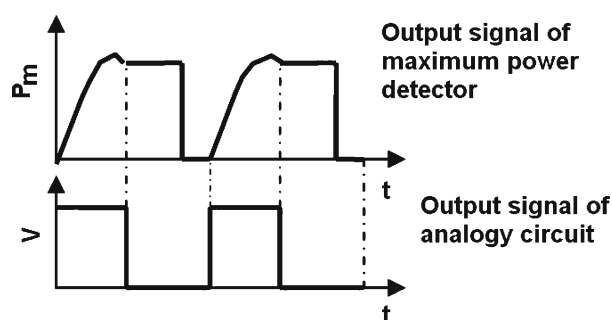 Output signal of
maximum power
detector
Pm
t
Output signal of
analogy circuit
V
t